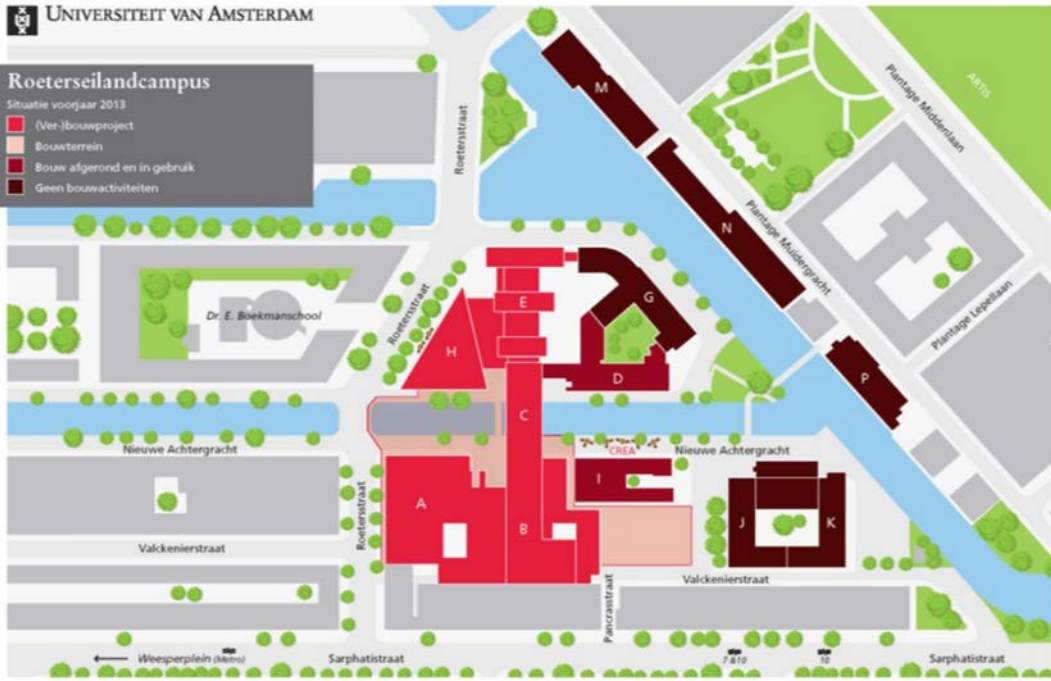 UNIVERSITEIT VAN AMSTERDAM
Roeterseilandcampus
Situatie voorjaar 2013
(Ver-)bouwproject
Bouwterrein
Bouw afgerond en in gebruik
Geen bouwactiviteiten
Roetersstraat
M
Plantage Middenlaan
ARTIS
N
Plantage Muidergracht
Plantage Lepellaan
Dr. E. Boekmanschool
Roetersstraat
E
G
H
D
P
C
Nieuwe Achtergracht
CREA
Nieuwe Achtergracht
A
I
Roetersstraat
B
J
K
Valckenierstraat
Valckenierstraat
Pancrasstraat
Weesperplein (Metro)
Sarphatistraat
7 &10
10
Sarphatistraat